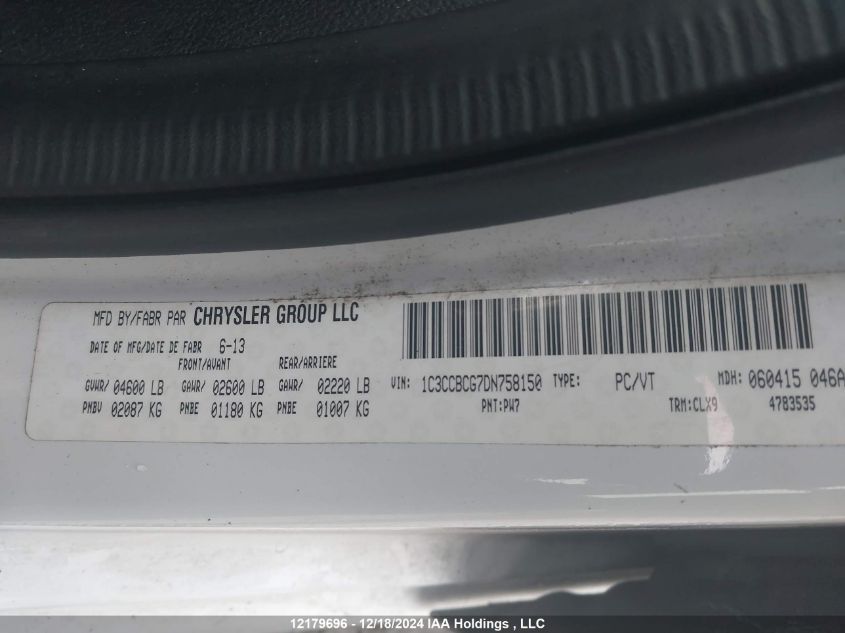 MFD BY/FABR PAR CHRYSLER GROUP LLC
DATE OF MFG/DATE DE FABR 6-13
FRONT/AVANT REAR/ARRIERE
GVWR/ 04600 LB GAWR/ 02600 LB GAWR/ 02220 LB
PNBV 02087 KG PNBE 01180 KG PNBE 01007 KG
VIN: 1C3CCBCG7DN758150 TYPE: PC/VT MDH: 060415 046A
PNT:PW7 TRM:CLX9 4783535
12179696 - 12/18/2024 IAA Holdings , LLC